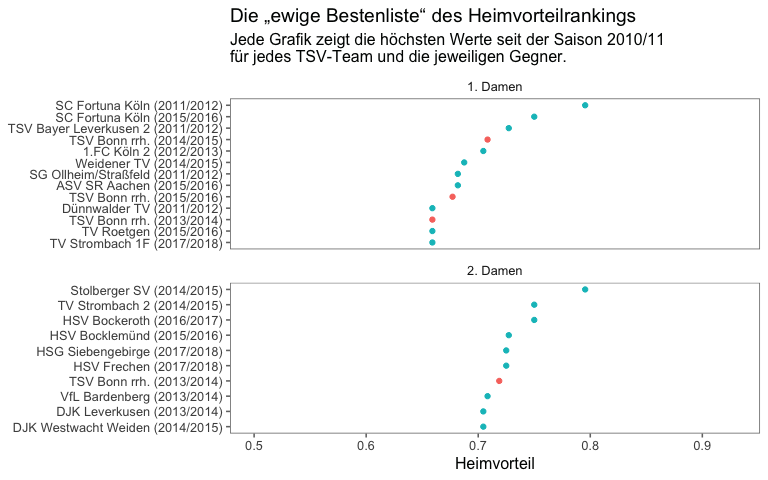 Die „ewige Bestenliste“ des Heimvorteilrankings
Jede Grafik zeigt die höchsten Werte seit der Saison 2010/11
für jedes TSV-Team und die jeweiligen Gegner.
1. Damen
SC Fortuna Köln (2011/2012)
SC Fortuna Köln (2015/2016)
TSV Bayer Leverkusen 2 (2011/2012)
TSV Bonn rrh. (2014/2015)
1.FC Köln 2 (2012/2013)
Weidener TV (2014/2015)
SG Ollheim/Straßfeld (2011/2012)
ASV SR Aachen (2015/2016)
TSV Bonn rrh. (2015/2016)
Dünnwalder TV (2011/2012)
TSV Bonn rrh. (2013/2014)
TV Roetgen (2015/2016)
TV Strombach 1F (2017/2018)
2. Damen
Stolberger SV (2014/2015)
TV Strombach 2 (2014/2015)
HSV Bockeroth (2016/2017)
HSV Bocklemünd (2015/2016)
HSG Siebengebirge (2017/2018)
HSV Frechen (2017/2018)
TSV Bonn rrh. (2013/2014)
VfL Bardenberg (2013/2014)
DJK Leverkusen (2013/2014)
DJK Westwacht Weiden (2014/2015)
0.5 0.6 0.7 0.8 0.9
Heimvorteil